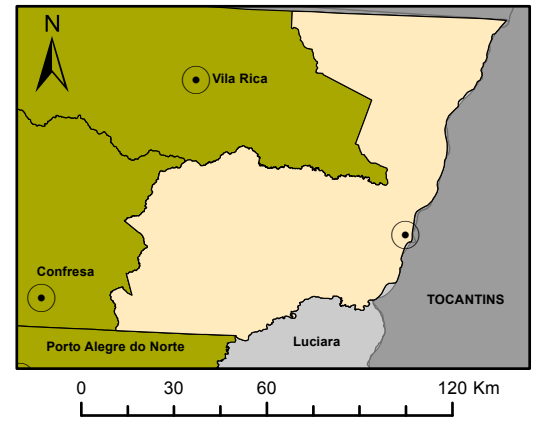 N
Vila Rica
Confresa
TOCANTINS
Porto Alegre do Norte
Luciara
0 30 60 120 Km